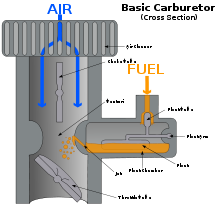 AIR
Basic Carburetor
(Cross Section)
Air Cleaner
Choke Valve
FUEL
Venturi
Float Valve
Float Pivot
Float
Float Chamber
Jet
Throttle Valve